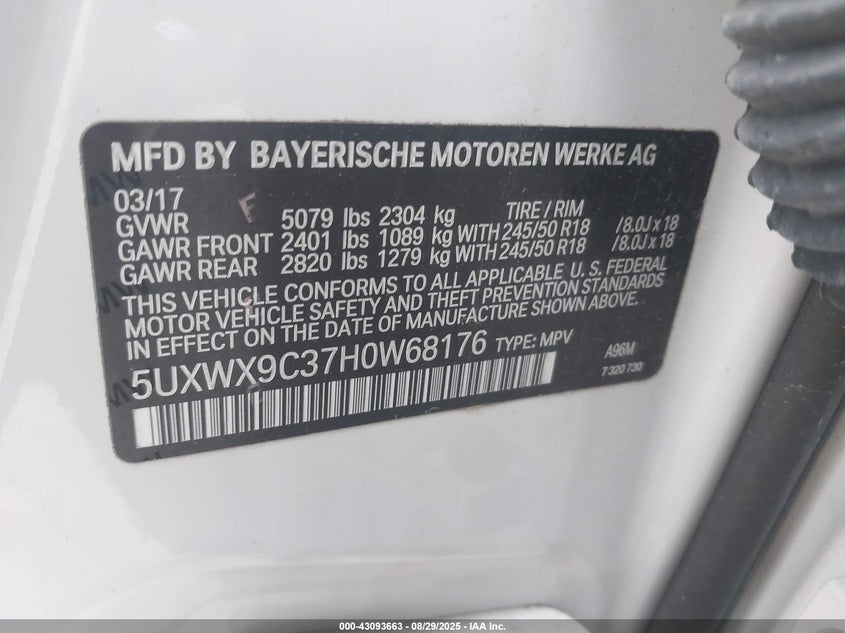 MFD BY BAYERISCHE MOTOREN WERKE AG
03/17 TIRE / RIM
GVWR 5079 lbs 2304 kg
GAWR FRONT 2401 lbs 1089 kg WITH 245/50 R18 /8.0J x 18
GAWR REAR 2820 lbs 1279 kg WITH 245/50 R18 /8.0J x 18
THIS VEHICLE CONFORMS TO ALL APPLICABLE U. S. FEDERAL
MOTOR VEHICLE SAFETY AND THEFT PREVENTION STANDARDS
IN EFFECT ON THE DATE OF MANUFACTURE SHOWN ABOVE.
5UXWX9C37H0W68176 TYPE: MPV A96M
7 320 730
000-43093663 - 08/29/2025 - IAA Inc.